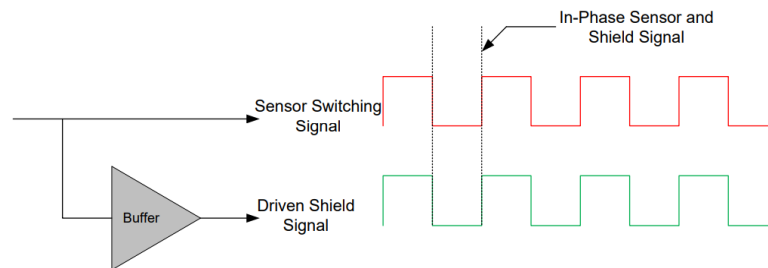 In-Phase Sensor and
Shield Signal
Sensor Switching
Signal
Buffer
Driven Shield
Signal